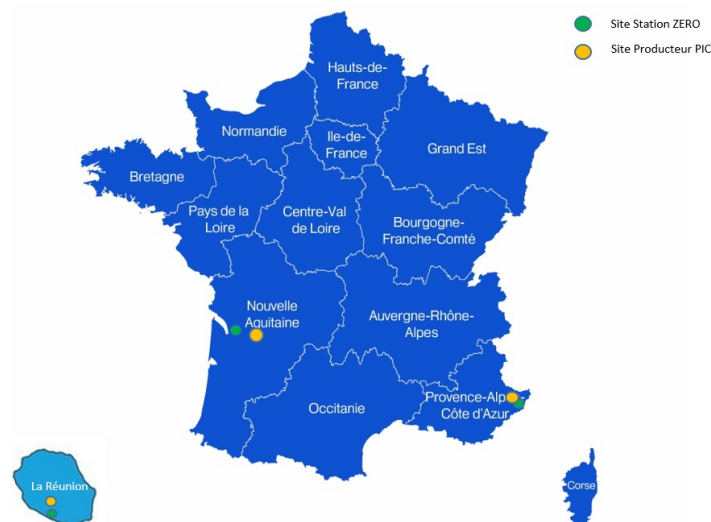 Site Station ZERO
Site Producteur PIC
Hauts-de-
France
Normandie
Ile-de-
France
Grand Est
Bretagne
Pays de la
Loire
Centre-Val
de Loire
Bourgogne-
Franche-Comté
Nouvelle
Aquitaine
Auvergne-Rhône-
Alpes
Provence-Alp
Côte d'Azur
Occitanie
La Réunion
Corse